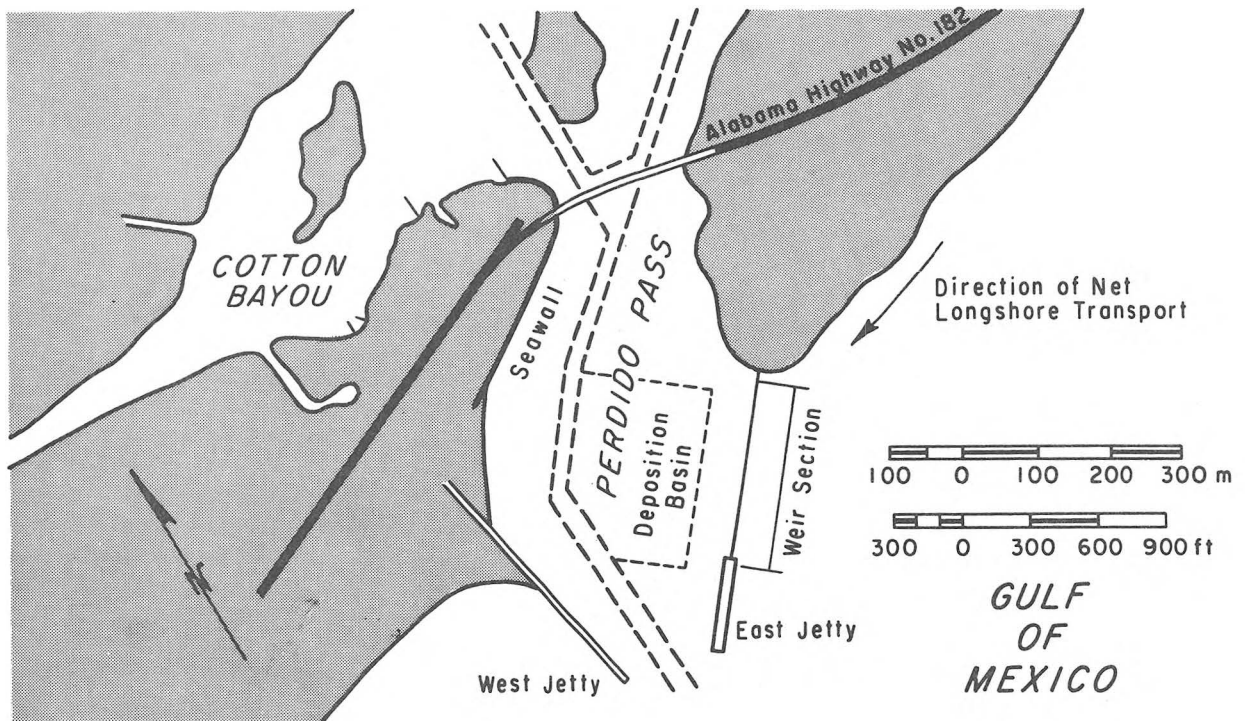 Alabama Highway No. 182
COTTON
BAYOU
Seawall
PERDIDO PASS
Direction of Net
Longshore Transport
Deposition
Basin
Weir Section
100 0 100 200 300 m
300 0 300 600 900 ft
N
East Jetty
West Jetty
GULF
OF
MEXICO